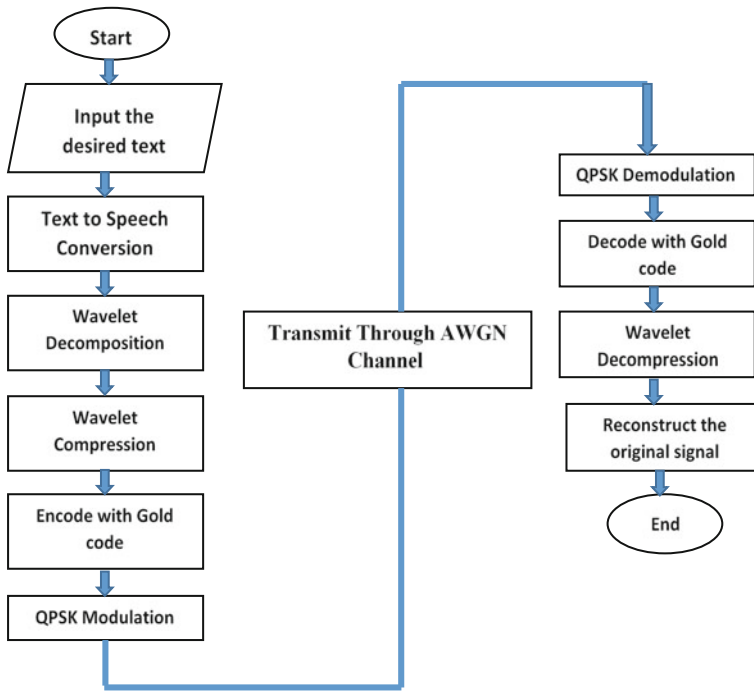 Start
Input the
desired text
Text to Speech
Conversion
Wavelet
Decomposition
Wavelet
Compression
Encode with Gold
code
QPSK Modulation
Transmit Through AWGN
Channel
QPSK Demodulation
Decode with Gold
code
Wavelet
Decompression
Reconstruct the
original signal
End